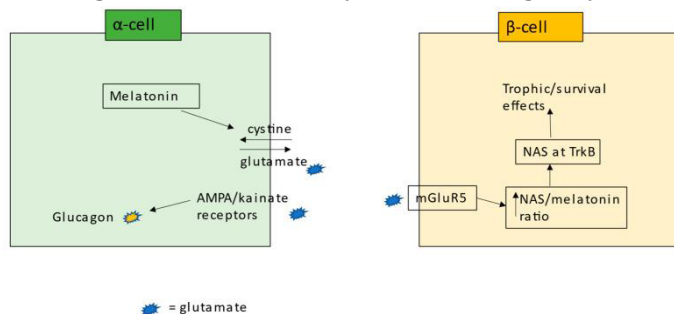 α-cell
β-cell
Melatonin
cystine
glutamate
AMPA/kainate
receptors
Glucagon
Trophic/survival
effects
NAS at TrkB
mGluR5
NAS/melatonin
ratio
= glutamate